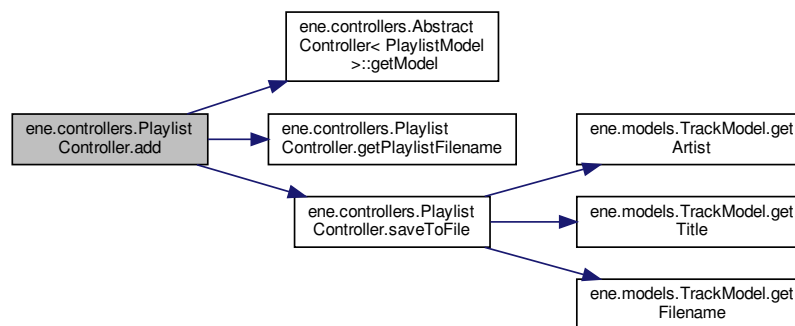 ene.controllers.Abstract
Controller< PlaylistModel
>::getModel
ene.controllers.Playlist
Controller.add
ene.controllers.Playlist
Controller.getPlaylistFilename
ene.controllers.Playlist
Controller.saveToFile
ene.models.TrackModel.get
Artist
ene.models.TrackModel.get
Title
ene.models.TrackModel.get
Filename